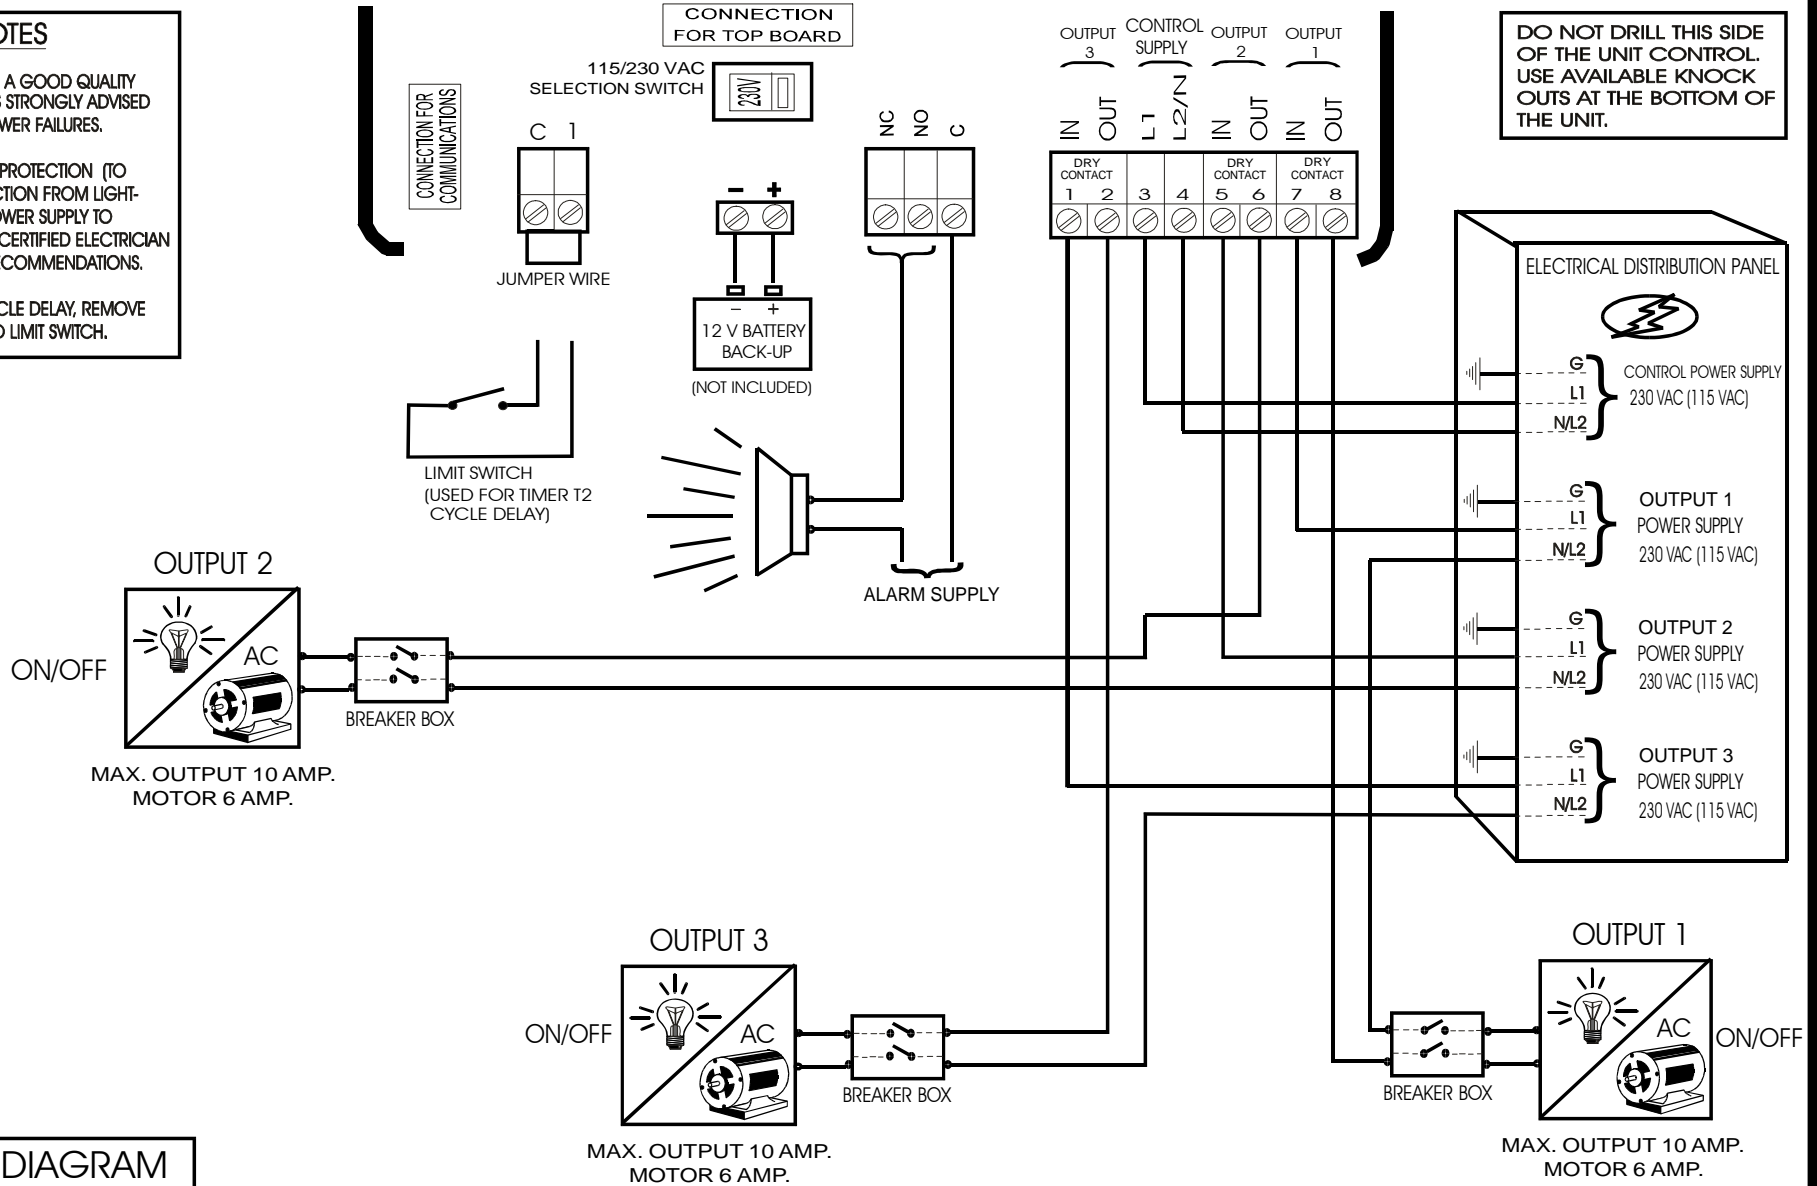 OTES
A GOOD QUALITY
S STRONGLY ADVISED
WER FAILURES.
PROTECTION (TO
CTION FROM LIGHT-
OWER SUPPLY TO
CERTIFIED ELECTRICIAN
ECOMMENDATIONS.
CLE DELAY, REMOVE
O LIMIT SWITCH.
CONNECTION FOR
COMMUNICATIONS
CONNECTION
FOR TOP BOARD
115/230 VAC
SELECTION SWITCH
230V
C 1
JUMPER WIRE
LIMIT SWITCH
(USED FOR TIMER T2
CYCLE DELAY)
- +
- +
12 V BATTERY
BACK-UP
(NOT INCLUDED)
NC NO C
ALARM SUPPLY
OUTPUT
3
CONTROL
SUPPLY
OUTPUT
2
OUTPUT
1
IN OUT L1 L2/N IN OUT IN OUT
DRY
CONTACT
DRY
CONTACT
DRY
CONTACT
1 2 3 4 5 6 7 8
DO NOT DRILL THIS SIDE
OF THE UNIT CONTROL.
USE AVAILABLE KNOCK
OUTS AT THE BOTTOM OF
THE UNIT.
ELECTRICAL DISTRIBUTION PANEL
G
L1
N/L2
CONTROL POWER SUPPLY
230 VAC (115 VAC)
G
L1
N/L2
OUTPUT 1
POWER SUPPLY
230 VAC (115 VAC)
G
L1
N/L2
OUTPUT 2
POWER SUPPLY
230 VAC (115 VAC)
G
L1
N/L2
OUTPUT 3
POWER SUPPLY
230 VAC (115 VAC)
OUTPUT 2
ON/OFF
AC
BREAKER BOX
MAX. OUTPUT 10 AMP.
MOTOR 6 AMP.
OUTPUT 3
ON/OFF
AC
BREAKER BOX
MAX. OUTPUT 10 AMP.
MOTOR 6 AMP.
OUTPUT 1
AC
ON/OFF
BREAKER BOX
MAX. OUTPUT 10 AMP.
MOTOR 6 AMP.
DIAGRAM